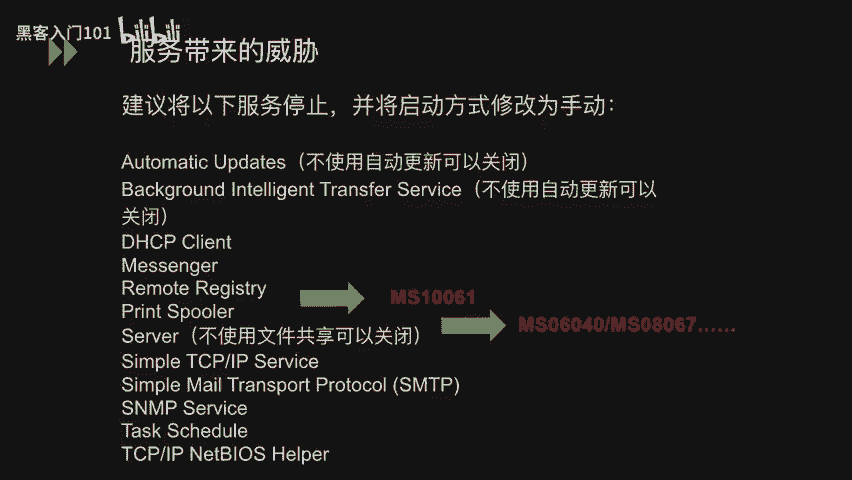 黑客入门101 bilibili
服务带来的威胁
建议将以下服务停止，并将启动方式修改为手动：
Automatic Updates（不使用自动更新可以关闭）
Background Intelligent Transfer Service（不使用自动更新可以
关闭）
DHCP Client
Messenger
Remote Registry
Print Spooler
MS10061
Server（不使用文件共享可以关闭）
MS06040/MS08067……
Simple TCP/IP Service
Simple Mail Transport Protocol (SMTP)
SNMP Service
Task Schedule
TCP/IP NetBIOS Helper